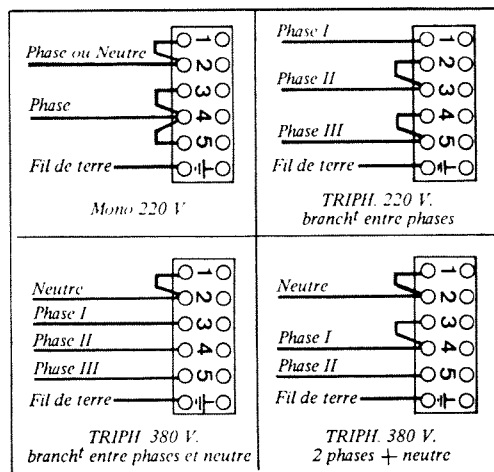 1
Phase ou Neutre 2
3
Phase 4
5
Fil de terre
Mono 220 V
Phase I 1
2
Phase II 3
4
Phase III 5
Fil de terre
TRIPH. 220 V.
brancht entre phases
1
Neutre 2
Phase I 3
Phase II 4
Phase III 5
Fil de terre
TRIPH 380 V.
brancht entre phases et neutre
1
Neutre 2
3
Phase I 4
Phase II 5
Fil de terre
TRIPH. 380 V.
2 phases + neutre